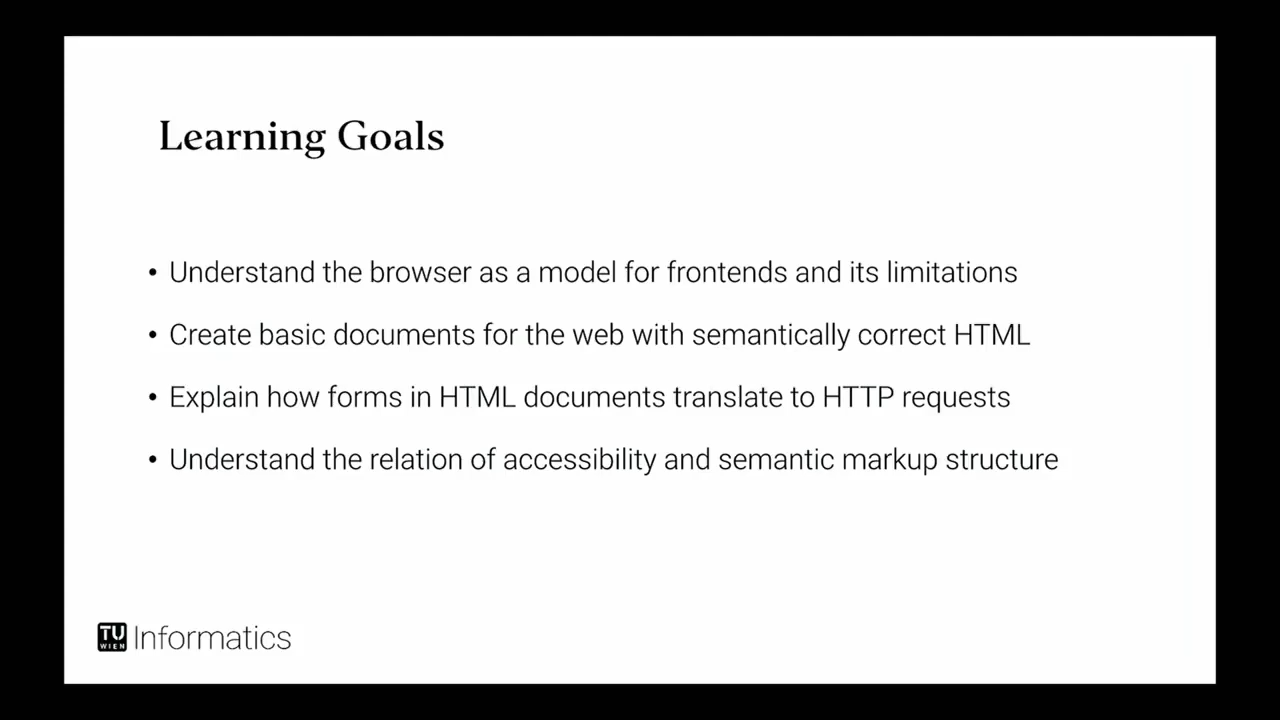 Learning Goals
• Understand the browser as a model for frontends and its limitations
• Create basic documents for the web with semantically correct HTML
• Explain how forms in HTML documents translate to HTTP requests
• Understand the relation of accessibility and semantic markup structure
TU
WIEN
Informatics